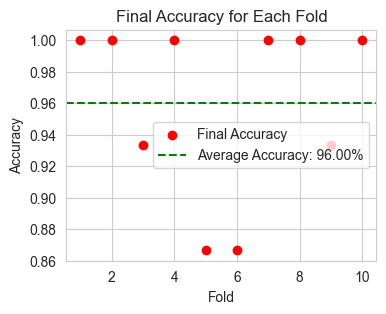 Final Accuracy for Each Fold
1.00
0.98
0.96
0.94
0.92
0.90
0.88
0.86
Accuracy
Final Accuracy
Average Accuracy: 96.00%
2
4
6
8
10
Fold